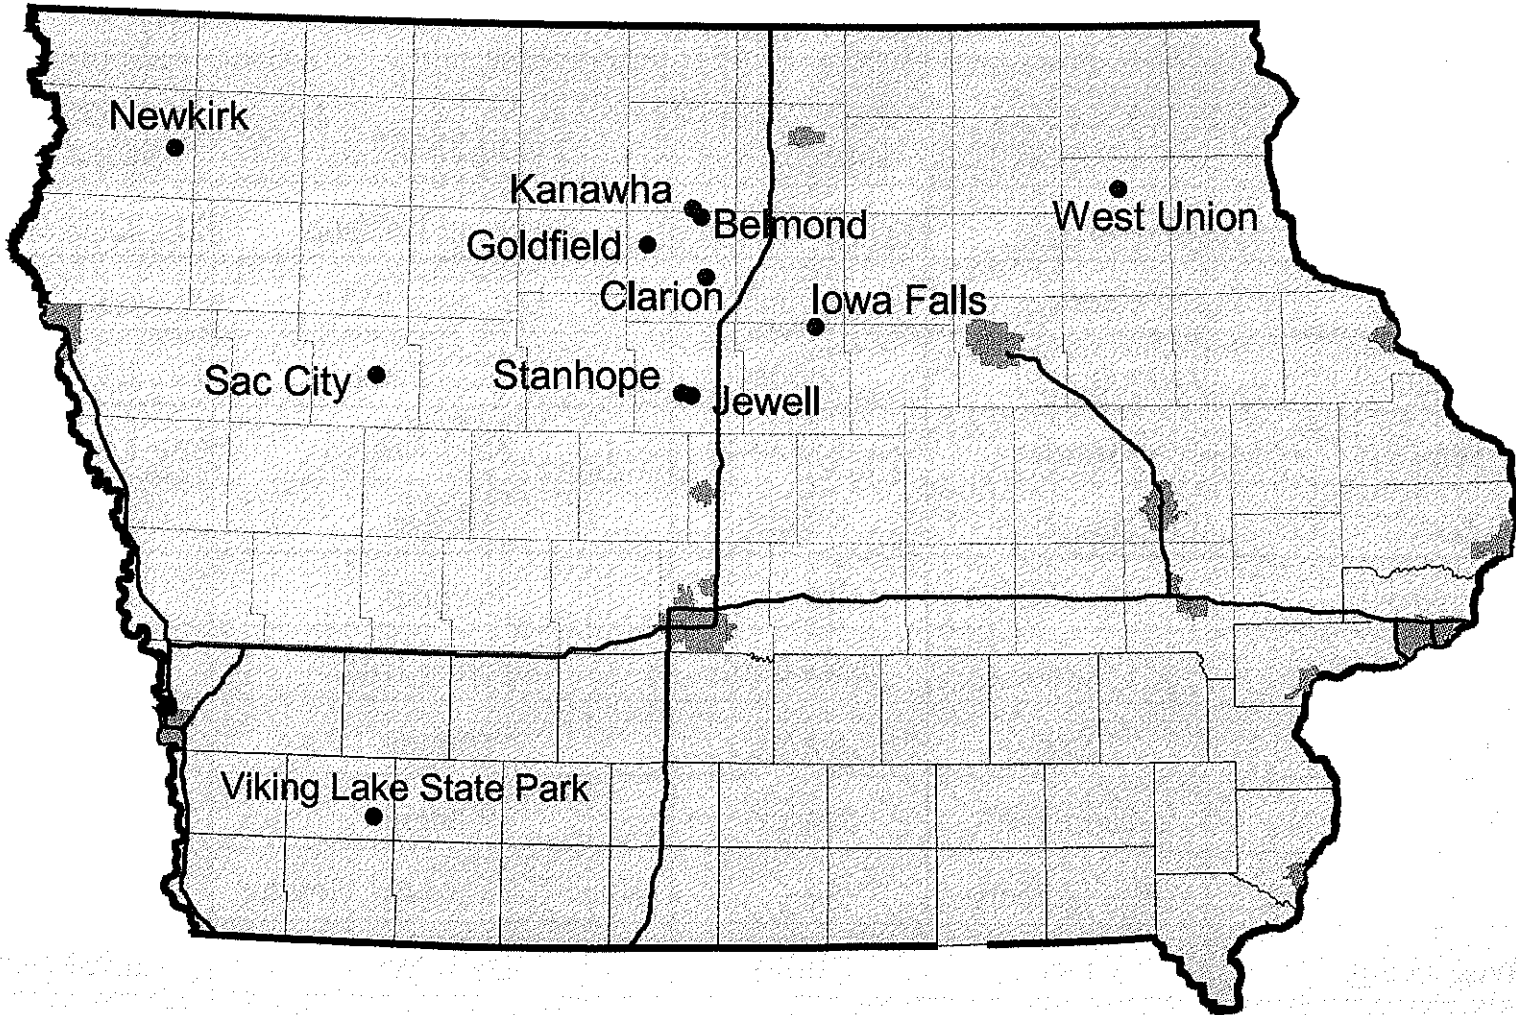 Newkirk
Kanawha
Belmond
West Union
Goldfield
Clarion
Iowa Falls
Sac City
Stanhope
Jewell
Viking Lake State Park